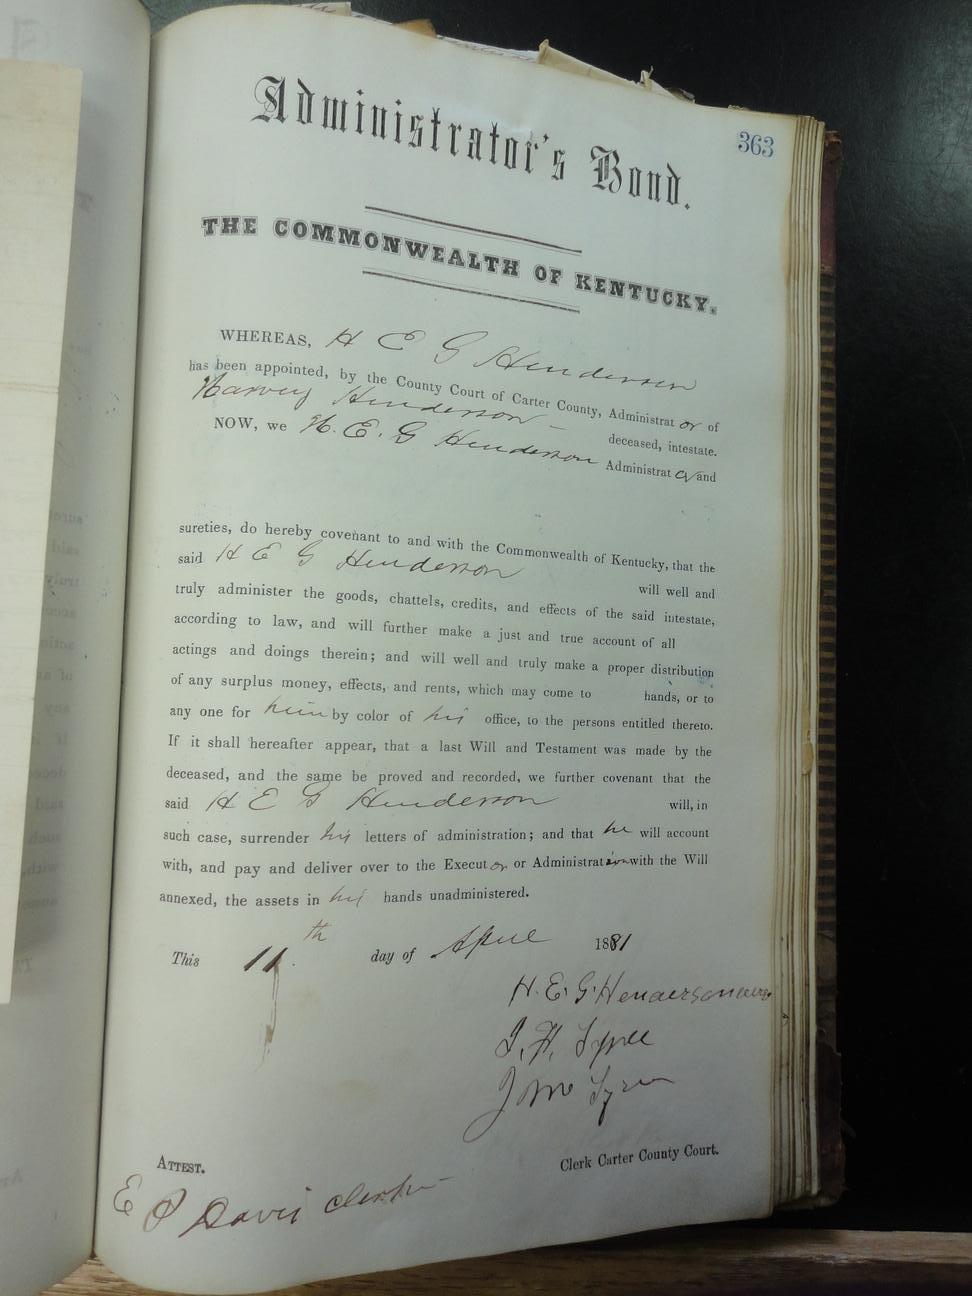 363
Administrator's Bond.
THE COMMONWEALTH OF KENTUCKY.
WHEREAS, H E G Henderson
has been appointed, by the County Court of Carter County, Administrator of
Harvey Henderson deceased, intestate.
NOW, we H. E. G Henderson Administrator and
sureties, do hereby covenant to and with the Commonwealth of Kentucky, that the
said H E G Henderson will well and
truly administer the goods, chattels, credits, and effects of the said intestate,
according to law, and will further make a just and true account of all
actings and doings therein; and will well and truly make a proper distribution
of any surplus money, effects, and rents, which may come to hands, or to
any one for him by color of his office, to the persons entitled thereto.
If it shall hereafter appear, that a last Will and Testament was made by the
deceased, and the same be proved and recorded, we further covenant that the
said H E G Henderson will, in
such case, surrender his letters of administration; and that he will account
with, and pay and deliver over to the Executor or Administrat with the Will
annexed, the assets in his hands unadministered.
This 11th day of April 1881
H. E. G. Henderson
ATTEST.
Clerk Carter County Court.
E P Davis Clerk